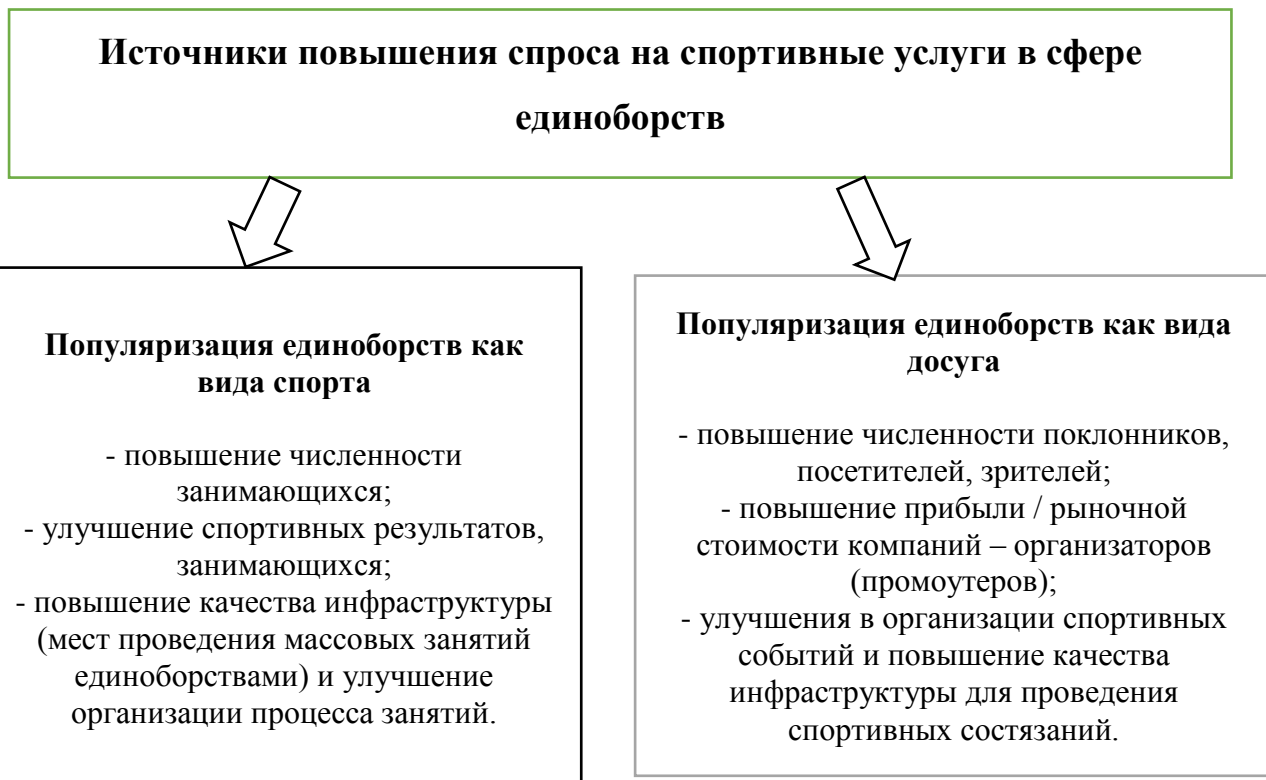 Источники повышения спроса на спортивные услуги в сфере
единоборств
Популяризация единоборств как
вида спорта
- повышение численности
занимающихся;
- улучшение спортивных результатов,
занимающихся;
- повышение качества инфраструктуры
(мест проведения массовых занятий
единоборствами) и улучшение
организации процесса занятий.
Популяризация единоборств как вида
досуга
- повышение численности поклонников,
посетителей, зрителей;
- повышение прибыли / рыночной
стоимости компаний – организаторов
(промоутеров);
- улучшения в организации спортивных
событий и повышение качества
инфраструктуры для проведения
спортивных состязаний.